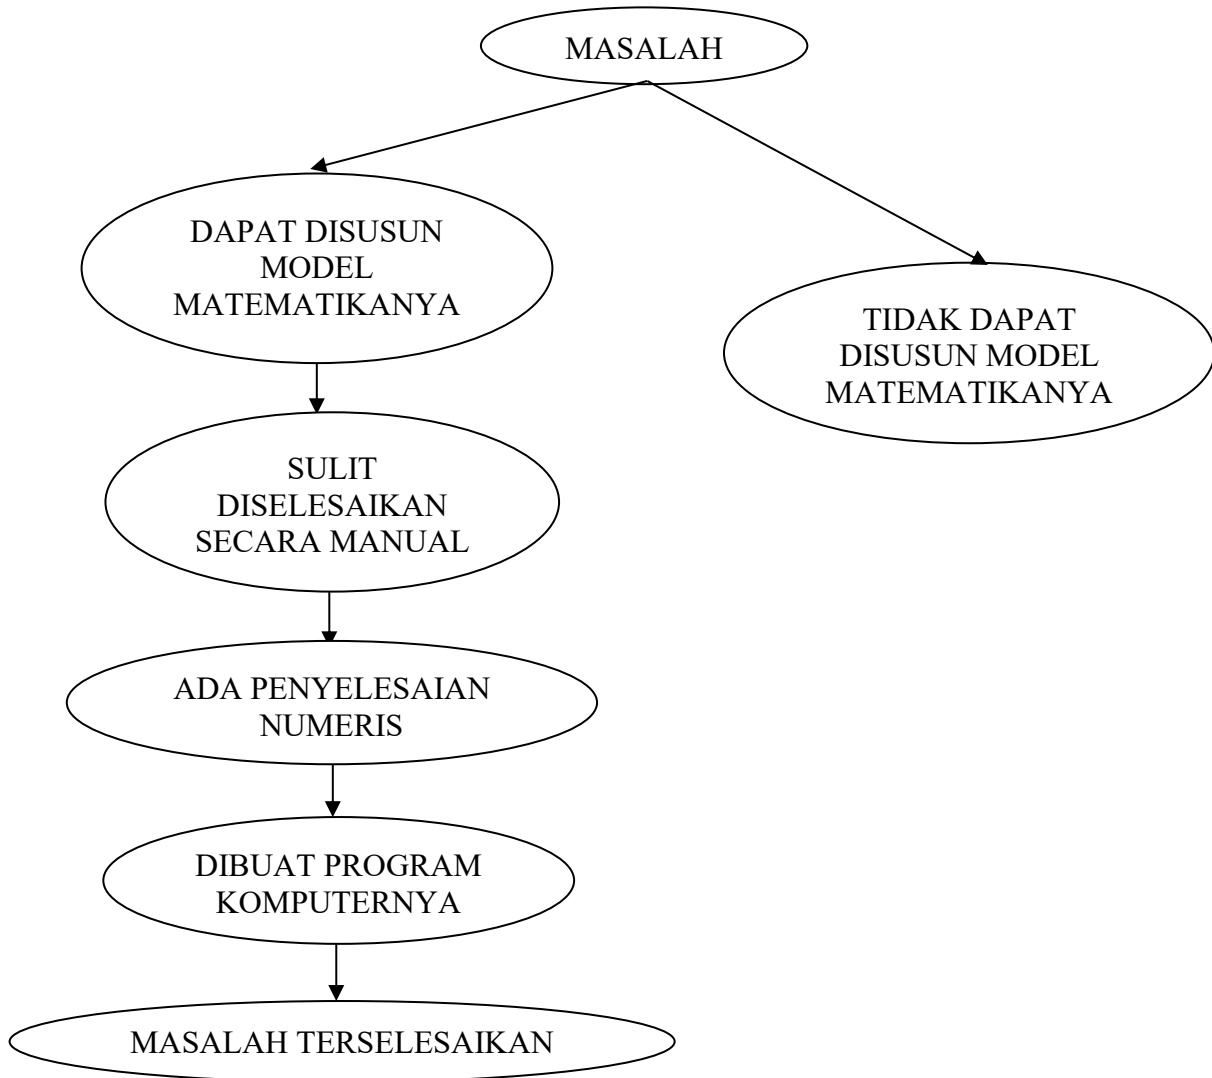 MASALAH
DAPAT DISUSUN
MODEL
MATEMATIKANYA
TIDAK DAPAT
DISUSUN MODEL
MATEMATIKANYA
SULIT
DISELESAIKAN
SECARA MANUAL
ADA PENYELESAIAN
NUMERIS
DIBUAT PROGRAM
KOMPUTERNYA
MASALAH TERSELESAIKAN